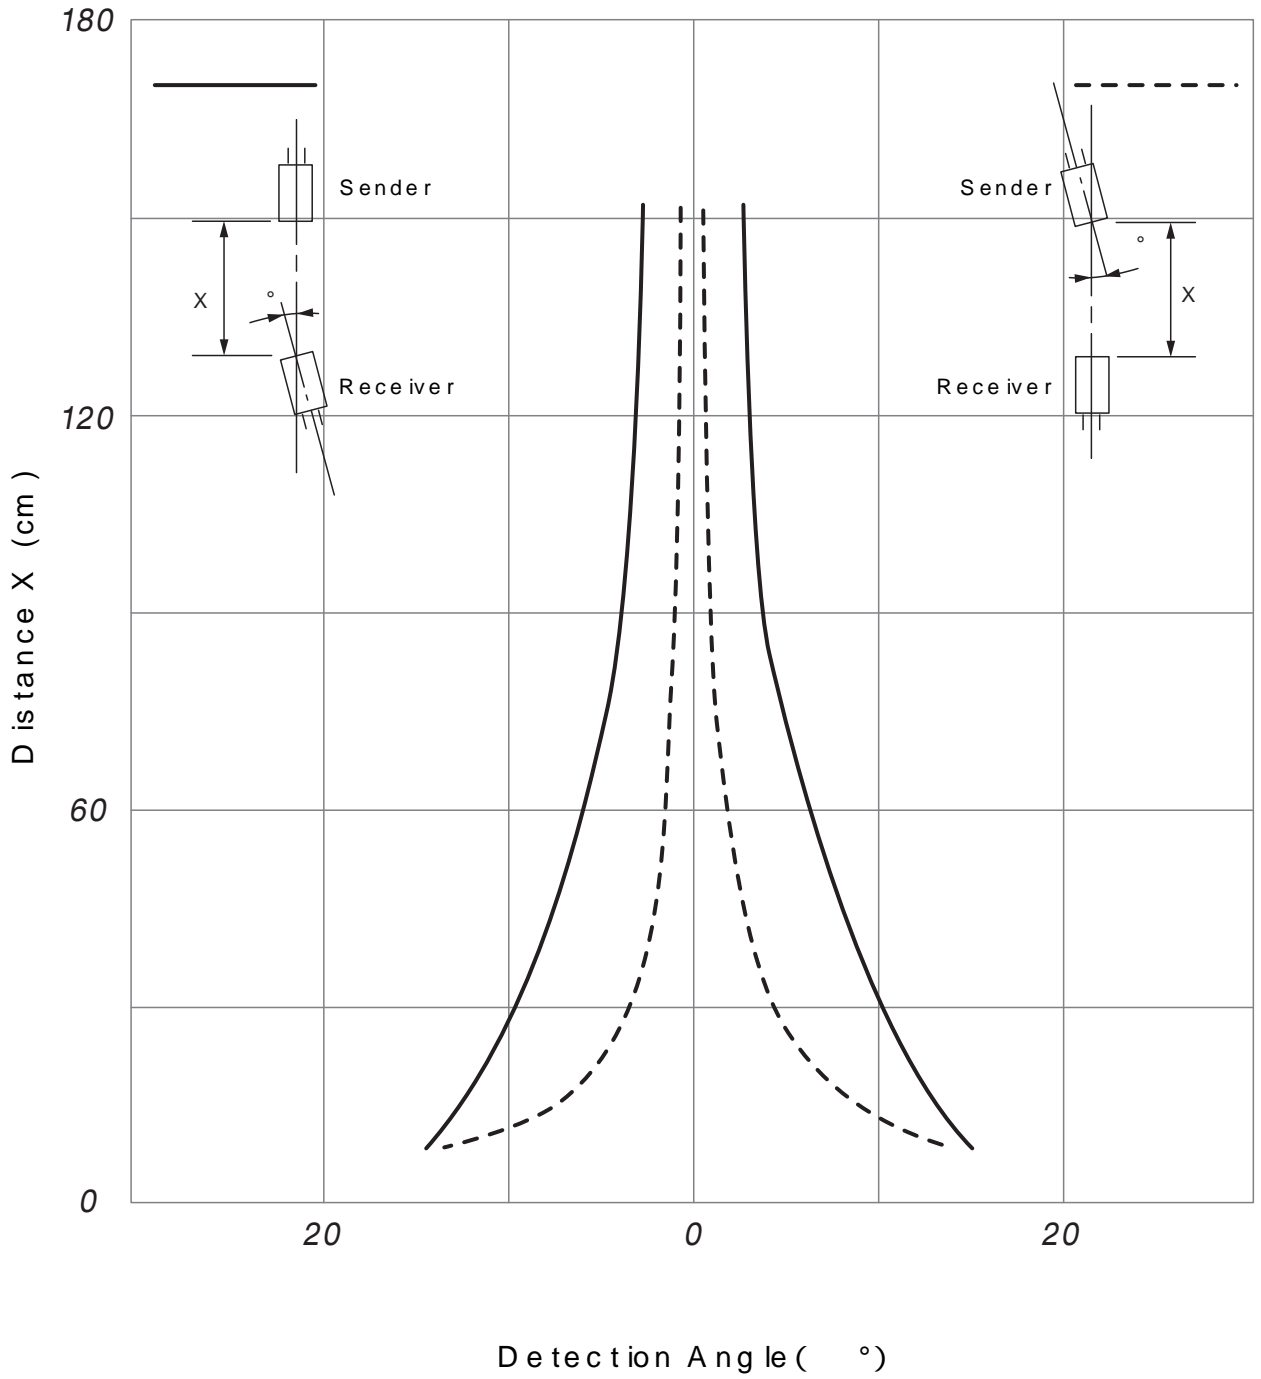 180
Sender
Sender
°
X
°
X
Receiver
Receiver
120
Distance X (cm)
60
0
20
0
20
Detection Angle( °)